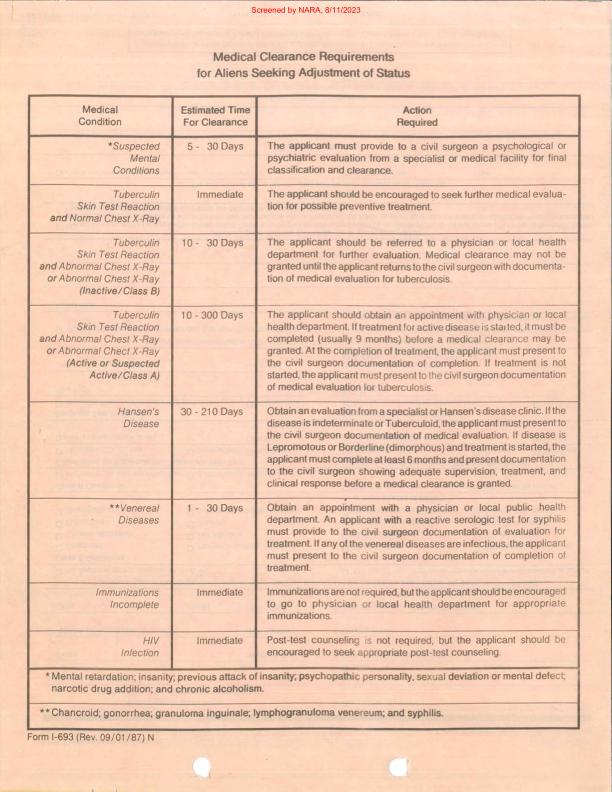 Screened by NARA, 8/11/2023
Medical Clearance Requirements
for Aliens Seeking Adjustment of Status
Medical
Condition
Estimated Time
For Clearance
Action
Required
*Suspected
Mental
Conditions
5 - 30 Days
The applicant must provide to a civil surgeon a psychological or
psychiatric evaluation from a specialist or medical facility for final
classification and clearance.
Tuberculin
Skin Test Reaction
and Normal Chest X-Ray
Immediate
The applicant should be encouraged to seek further medical evalua-
tion for possible preventive treatment.
Tuberculin
Skin Test Reaction
and Abnormal Chest X-Ray
or Abnormal Chest X-Ray
(Inactive/Class B)
10 - 30 Days
The applicant should be referred to a physician or local health
department for further evaluation. Medical clearance may not be
granted until the applicant returns to the civil surgeon with documenta-
tion of medical evaluation for tuberculosis.
Tuberculin
Skin Test Reaction
and Abnormal Chest X-Ray
or Abnormal Chect X-Ray
(Active or Suspected
Active/Class A)
10 - 300 Days
The applicant should obtain an appointment with physician or local
health department. If treatment for active disease is started, it must be
completed (usually 9 months) before a medical clearance may be
granted. At the completion of treatment, the applicant must present to
the civil surgeon documentation of completion. If treatment is not
started, the applicant must present to the civil surgeon documentation
of medical evaluation for tuberculosis.
Hansen's
Disease
30 - 210 Days
Obtain an evaluation from a specialist or Hansen's disease clinic. If the
disease is indeterminate or Tuberculoid, the applicant must present to
the civil surgeon documentation of medical evaluation. If disease is
Lepromotous or Borderline (dimorphous) and treatment is started, the
applicant must complete at least 6 months and present documentation
to the civil surgeon showing adequate supervision, treatment, and
clinical response before a medical clearance is granted.
**Venereal
Diseases
1 - 30 Days
Obtain an appointment with a physician or local public health
department. An applicant with a reactive serologic test for syphilis
must provide to the civil surgeon documentation of evaluation for
treatment. If any of the venereal diseases are infectious, the applicant
must present to the civil surgeon documentation of completion of
treatment.
Immunizations
Incomplete
Immediate
Immunizations are not required, but the applicant should be encouraged
to go to physician or local health department for appropriate
immunizations.
HIV
Infection
Immediate
Post-test counseling is not required, but the applicant should be
encouraged to seek appropriate post-test counseling.
* Mental retardation; insanity; previous attack of insanity; psychopathic personality, sexual deviation or mental defect;
narcotic drug addition; and chronic alcoholism.
** Chancroid; gonorrhea; granuloma inguinale; lymphogranuloma venereum; and syphilis.
Form I-693 (Rev. 09/01/87) N